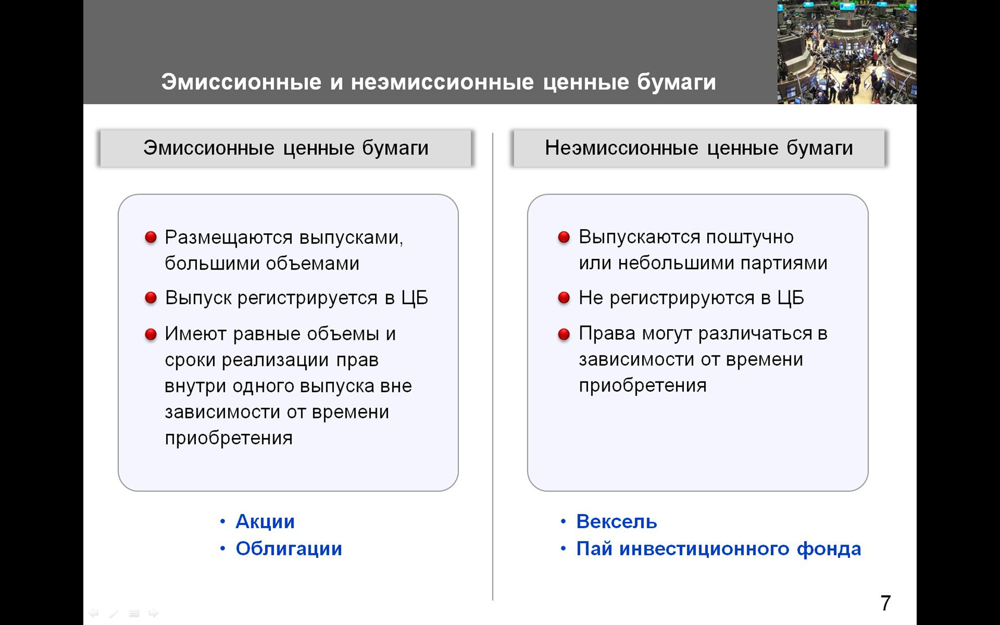 Эмиссионные и неэмиссионные ценные бумаги
Эмиссионные ценные бумаги
Размещаются выпусками,
большими объемами
Выпуск регистрируется в ЦБ
Имеют равные объемы и
сроки реализации прав
внутри одного выпуска вне
зависимости от времени
приобретения
• Акции
• Облигации
Неэмиссионные ценные бумаги
Выпускаются поштучно
или небольшими партиями
Не регистрируются в ЦБ
Права могут различаться в
зависимости от времени
приобретения
• Вексель
• Пай инвестиционного фонда
7